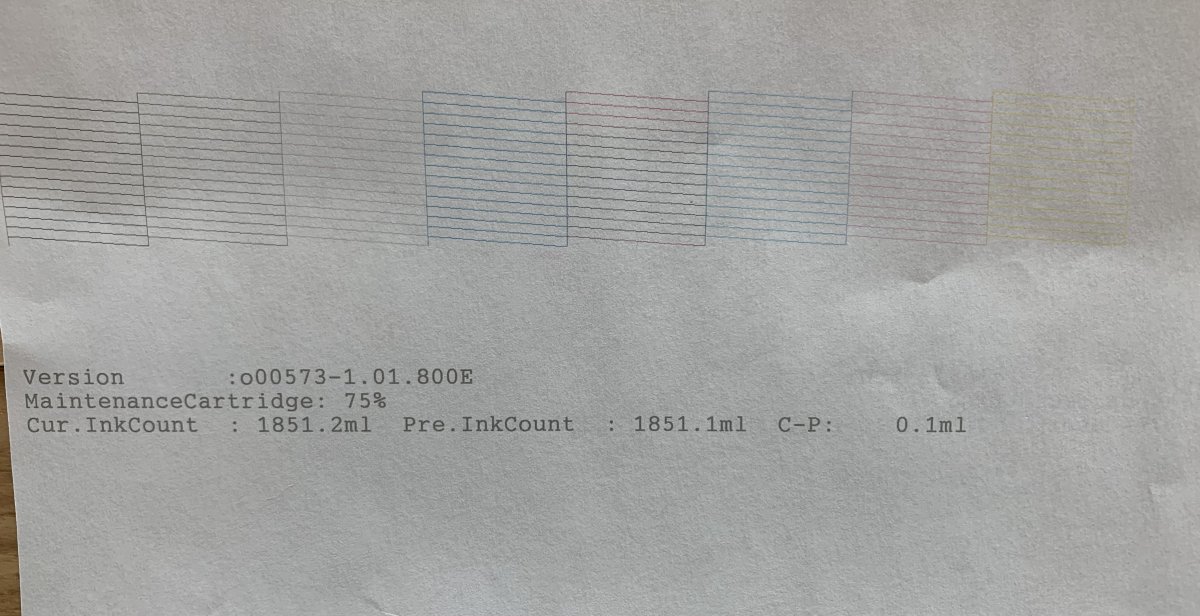 Version :o00573-1.01.800E
MaintenanceCartridge: 75%
Cur.InkCount : 1851.2ml Pre.InkCount : 1851.1ml C-P: 0.1ml